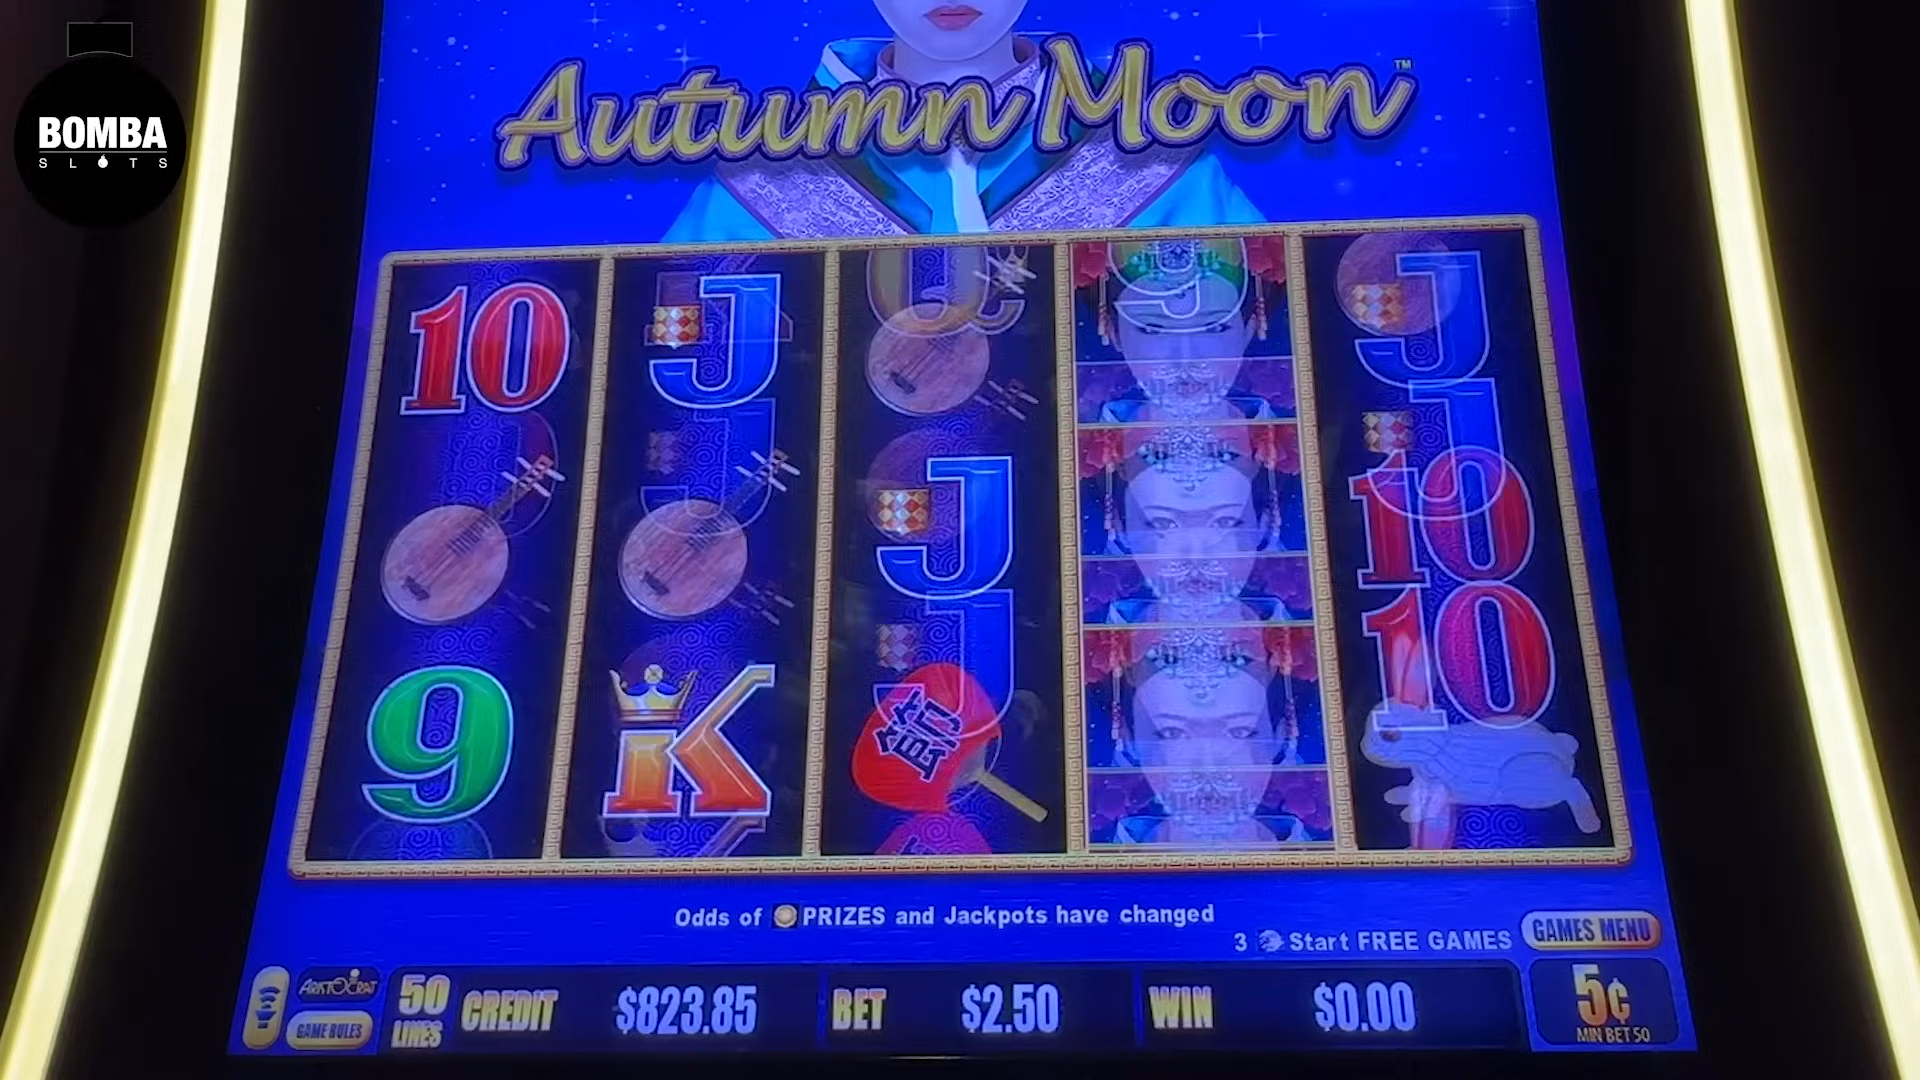 BOMBA
SLOTS
Autumn Moon™
10 J Q 9 J
J 10
9 K J 10
Odds of PRIZES and Jackpots have changed
3 Start FREE GAMES
GAMES MENU
ARISTOCRAT
GAME RULES
50 LINES
CREDIT $823.85
BET $2.50
WIN $0.00
5¢
MIN BET 50